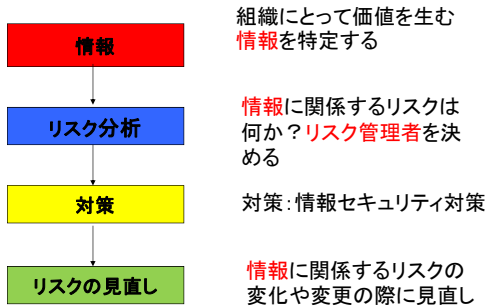 情報
組織にとって価値を生む
情報を特定する
リスク分析
情報に関係するリスクは
何か？リスク管理者を決
める
対策
対策：情報セキュリティ対策
リスクの見直し
情報に関係するリスクの
変化や変更の際に見直し